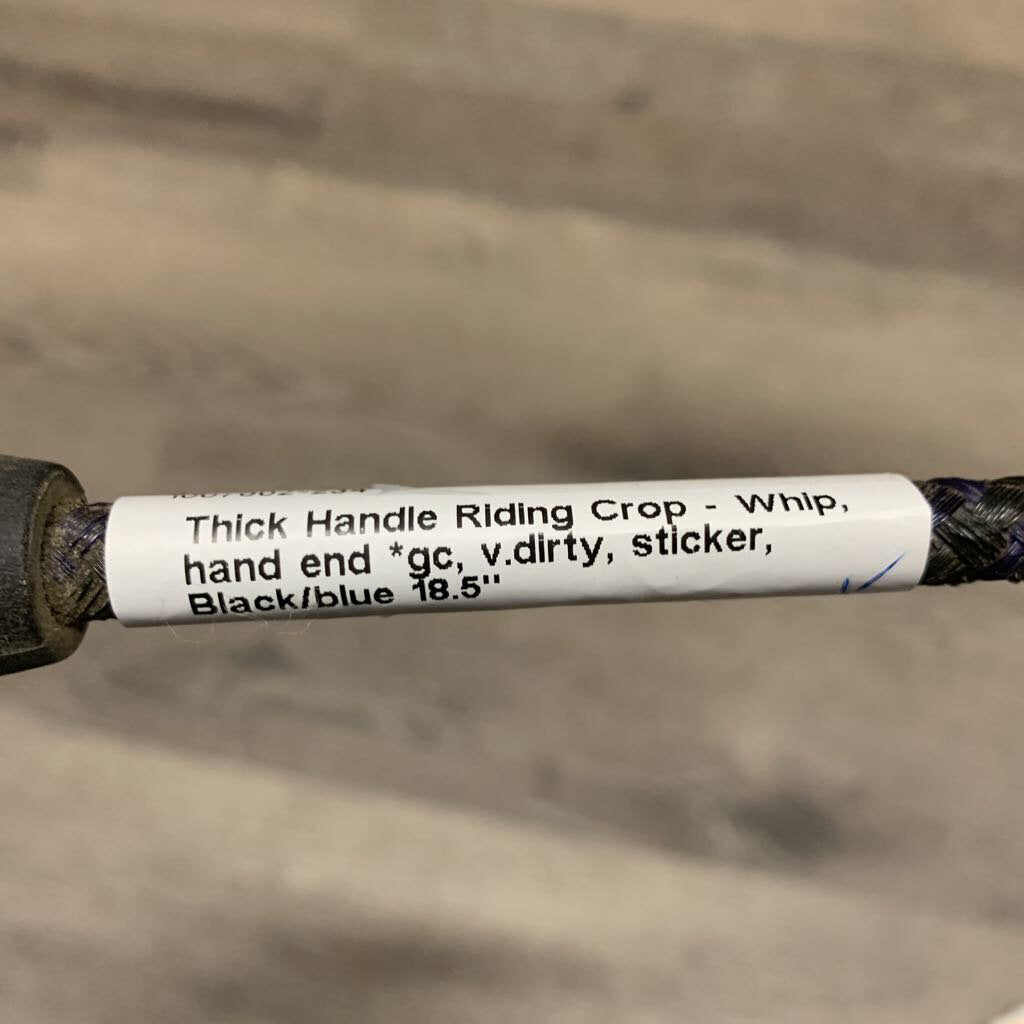 Thick Handle Riding Crop - Whip,
hand end *gc, v.dirty, sticker,
Black/blue 18.5"